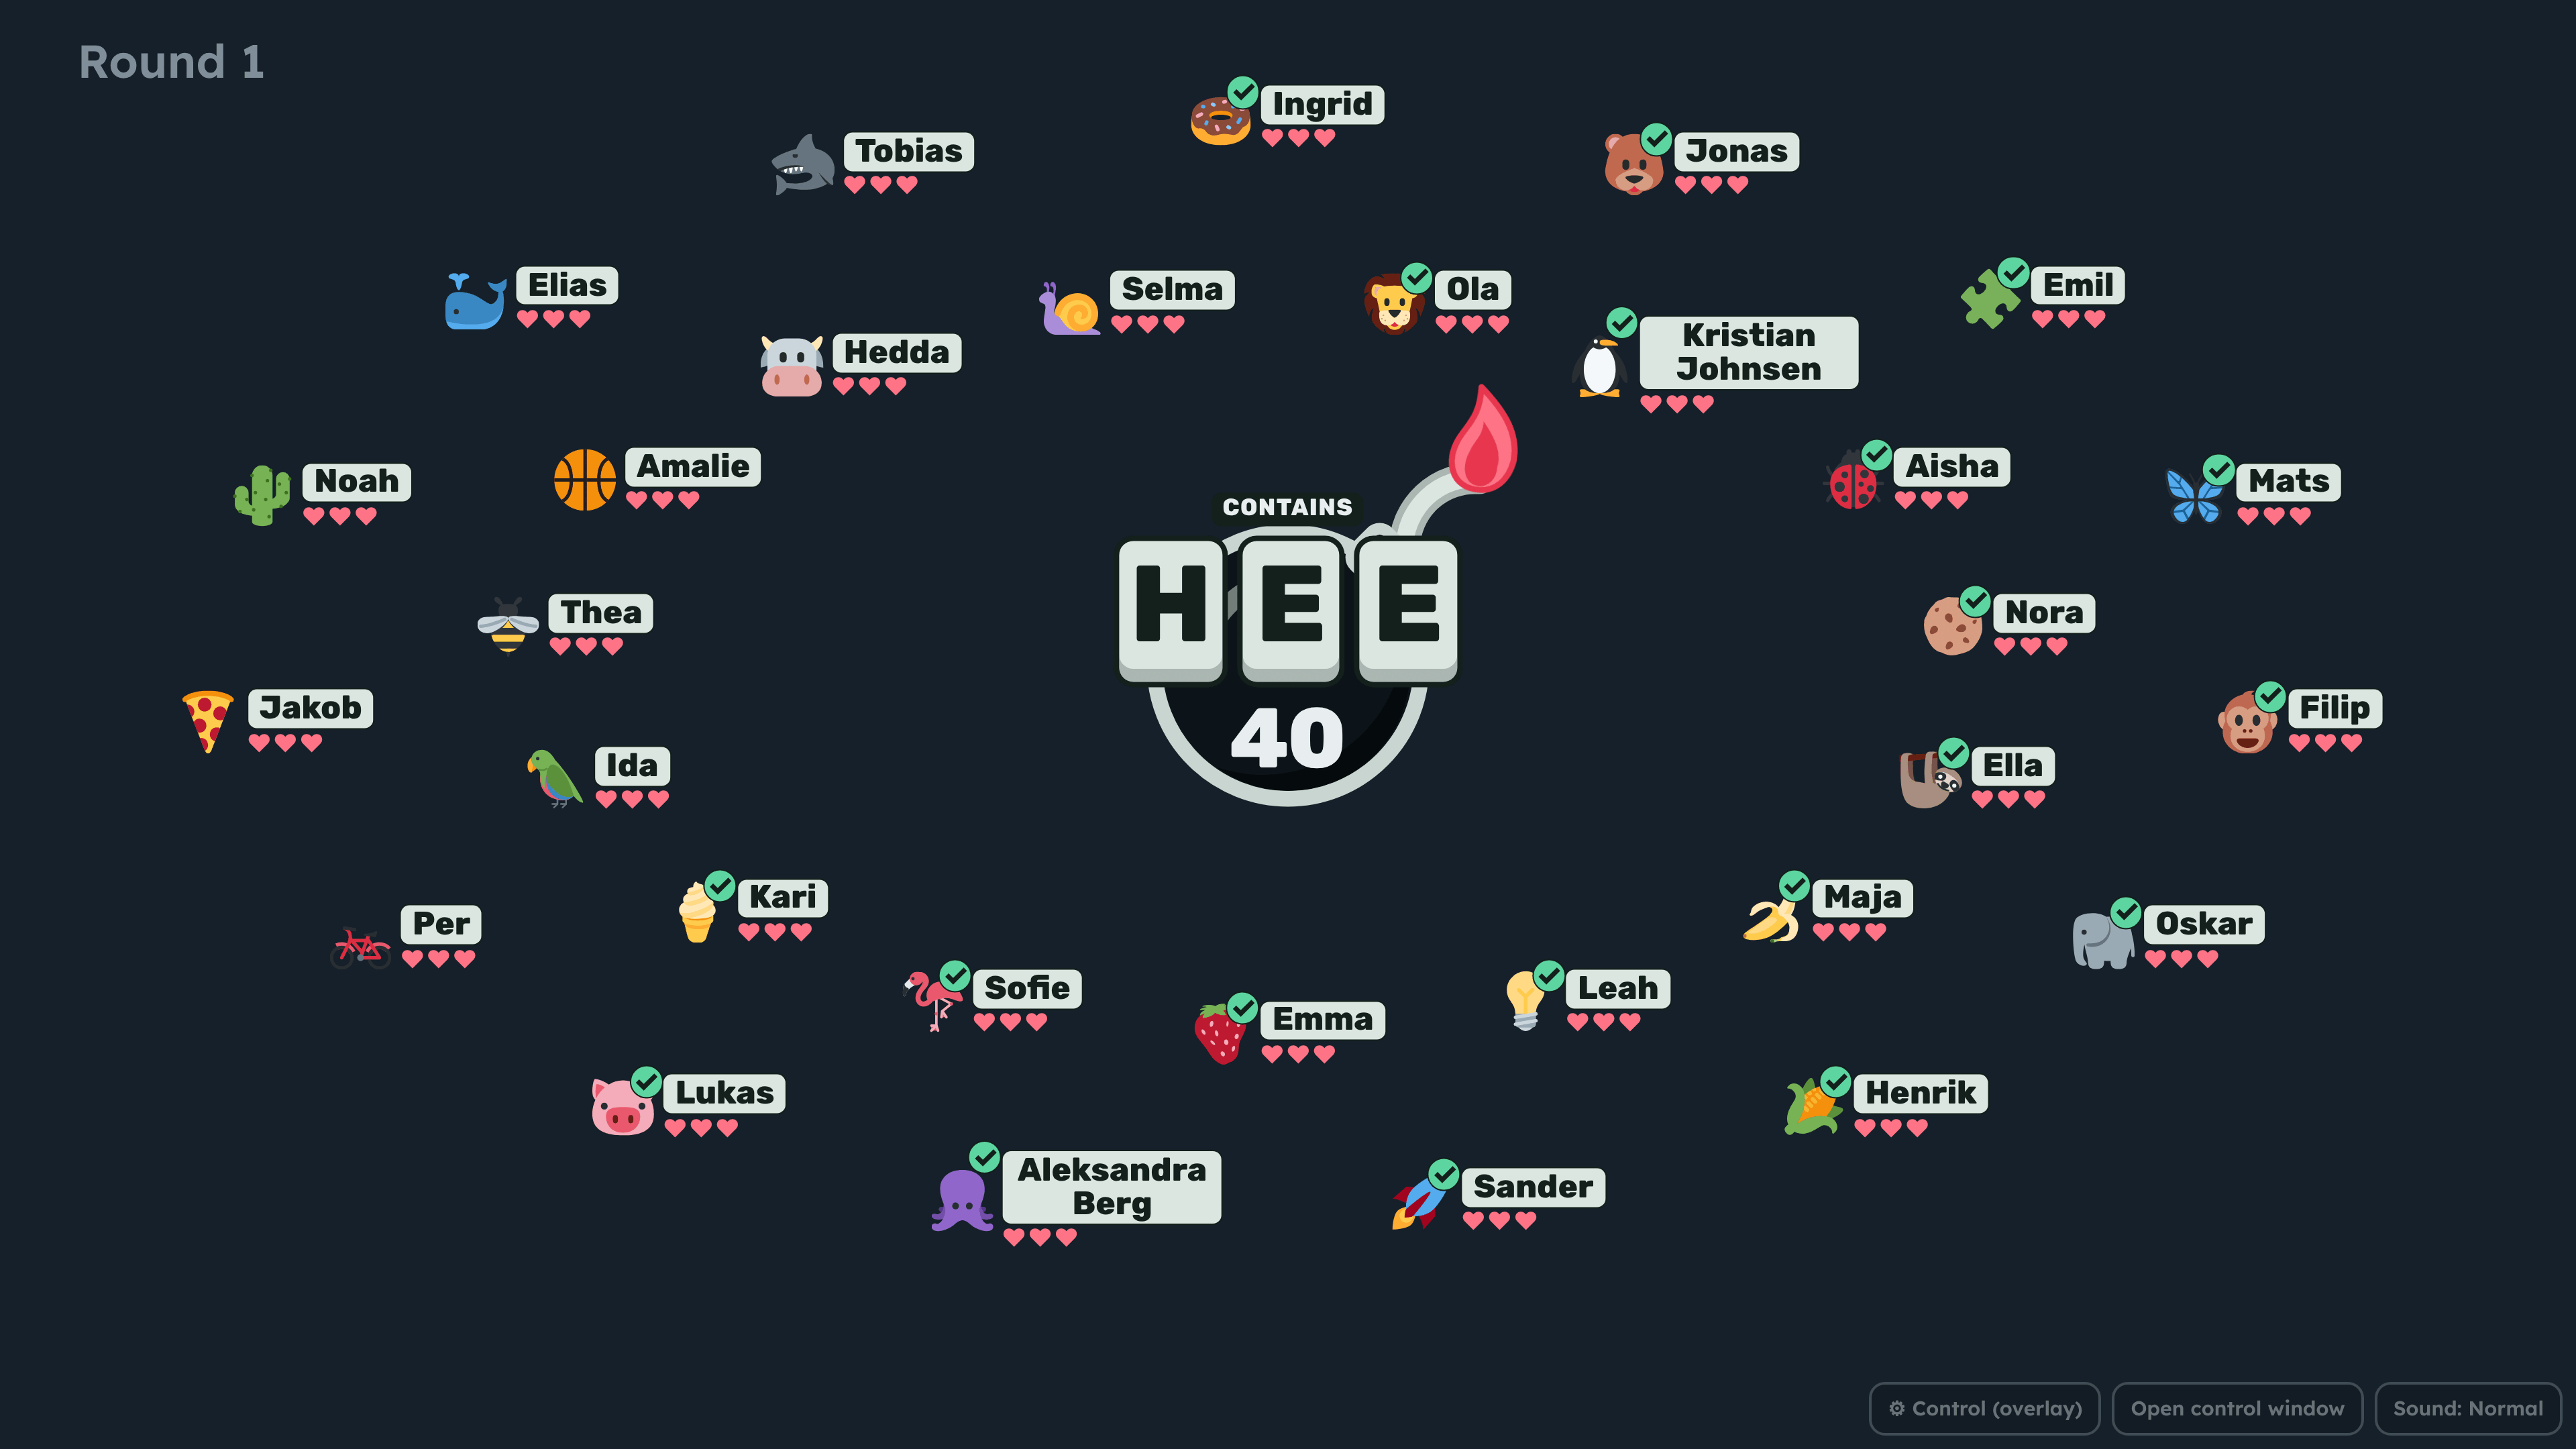 Round 1
Ingrid
Tobias
Jonas
Elias
Selma
Ola
Emil
Kristian
Johnsen
Hedda
Noah
Amalie
Aisha
Mats
CONTAINS
HEE
40
Thea
Nora
Jakob
Filip
Ida
Ella
Kari
Maja
Per
Oskar
Sofie
Emma
Leah
Lukas
Henrik
Aleksandra
Berg
Sander
⚙ Control (overlay)
Open control window
Sound: Normal